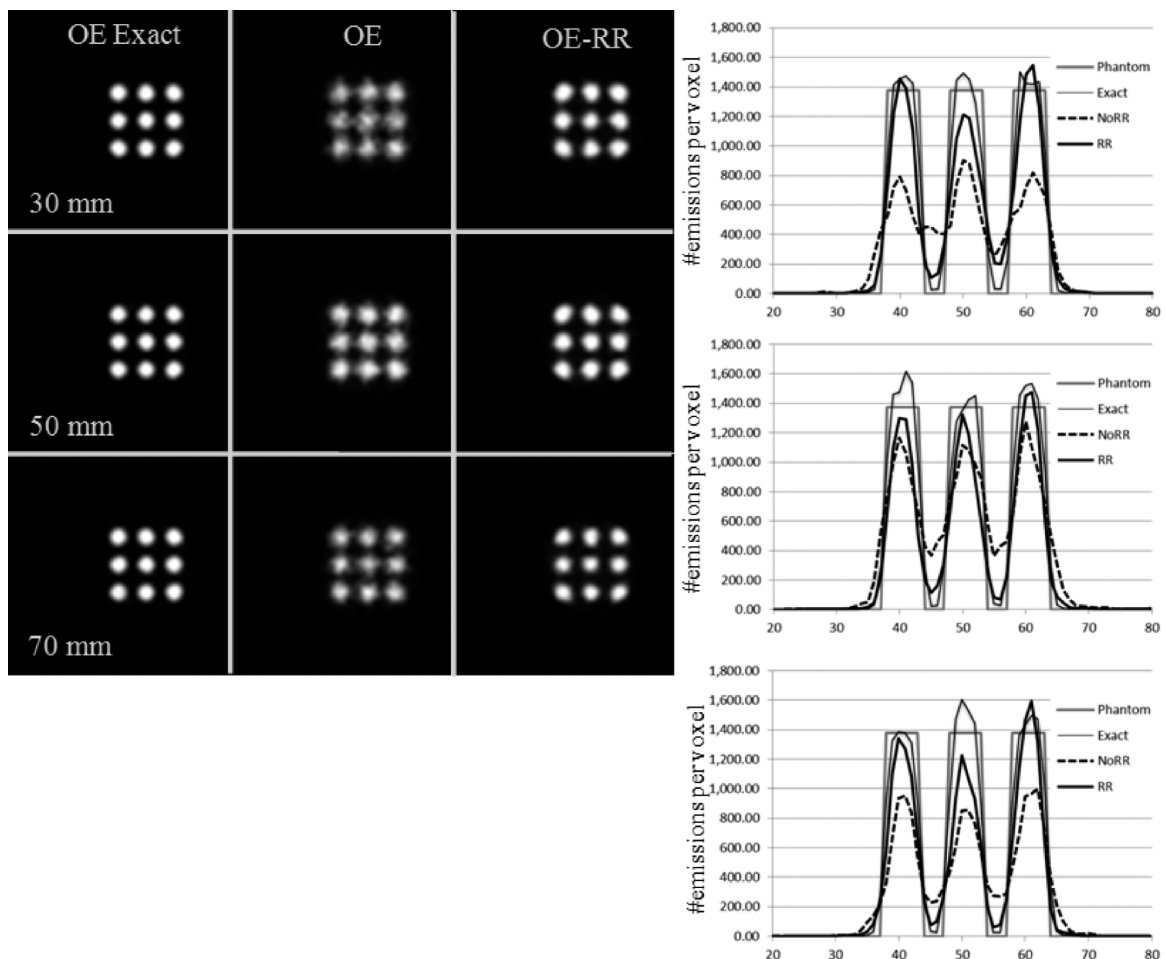 OE Exact
OE
OE-RR
30 mm
50 mm
70 mm
#emissions per voxel
1,800.00
1,600.00
1,400.00
1,200.00
1,000.00
800.00
600.00
400.00
200.00
0.00
20 30 40 50 60 70 80
Phantom
Exact
NoRR
RR
#emissions per voxel
1,800.00
1,600.00
1,400.00
1,200.00
1,000.00
800.00
600.00
400.00
200.00
0.00
20 30 40 50 60 70 80
Phantom
Exact
NoRR
RR
#emissions per voxel
1,800.00
1,600.00
1,400.00
1,200.00
1,000.00
800.00
600.00
400.00
200.00
0.00
20 30 40 50 60 70 80
Phantom
Exact
NoRR
RR